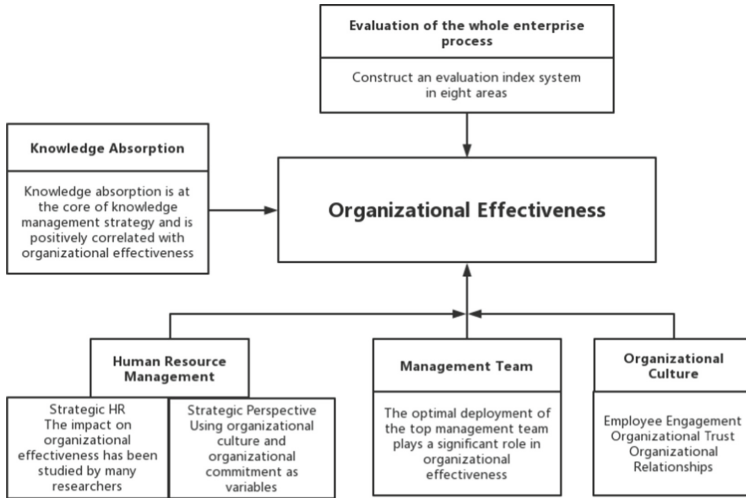 Evaluation of the whole enterprise
process
Construct an evaluation index system
in eight areas
Knowledge Absorption
Knowledge absorption is at
the core of knowledge
management strategy and is
positively correlated with
organizational effectiveness
Organizational Effectiveness
Human Resource
Management
Strategic HR
The impact on
organizational
effectiveness has been
studied by many
researchers
Strategic Perspective
Using organizational
culture and
organizational
commitment as
variables
Management Team
The optimal deployment of
the top management team
plays a significant role in
organizational
effectiveness
Organizational
Culture
Employee Engagement
Organizational Trust
Organizational
Relationships